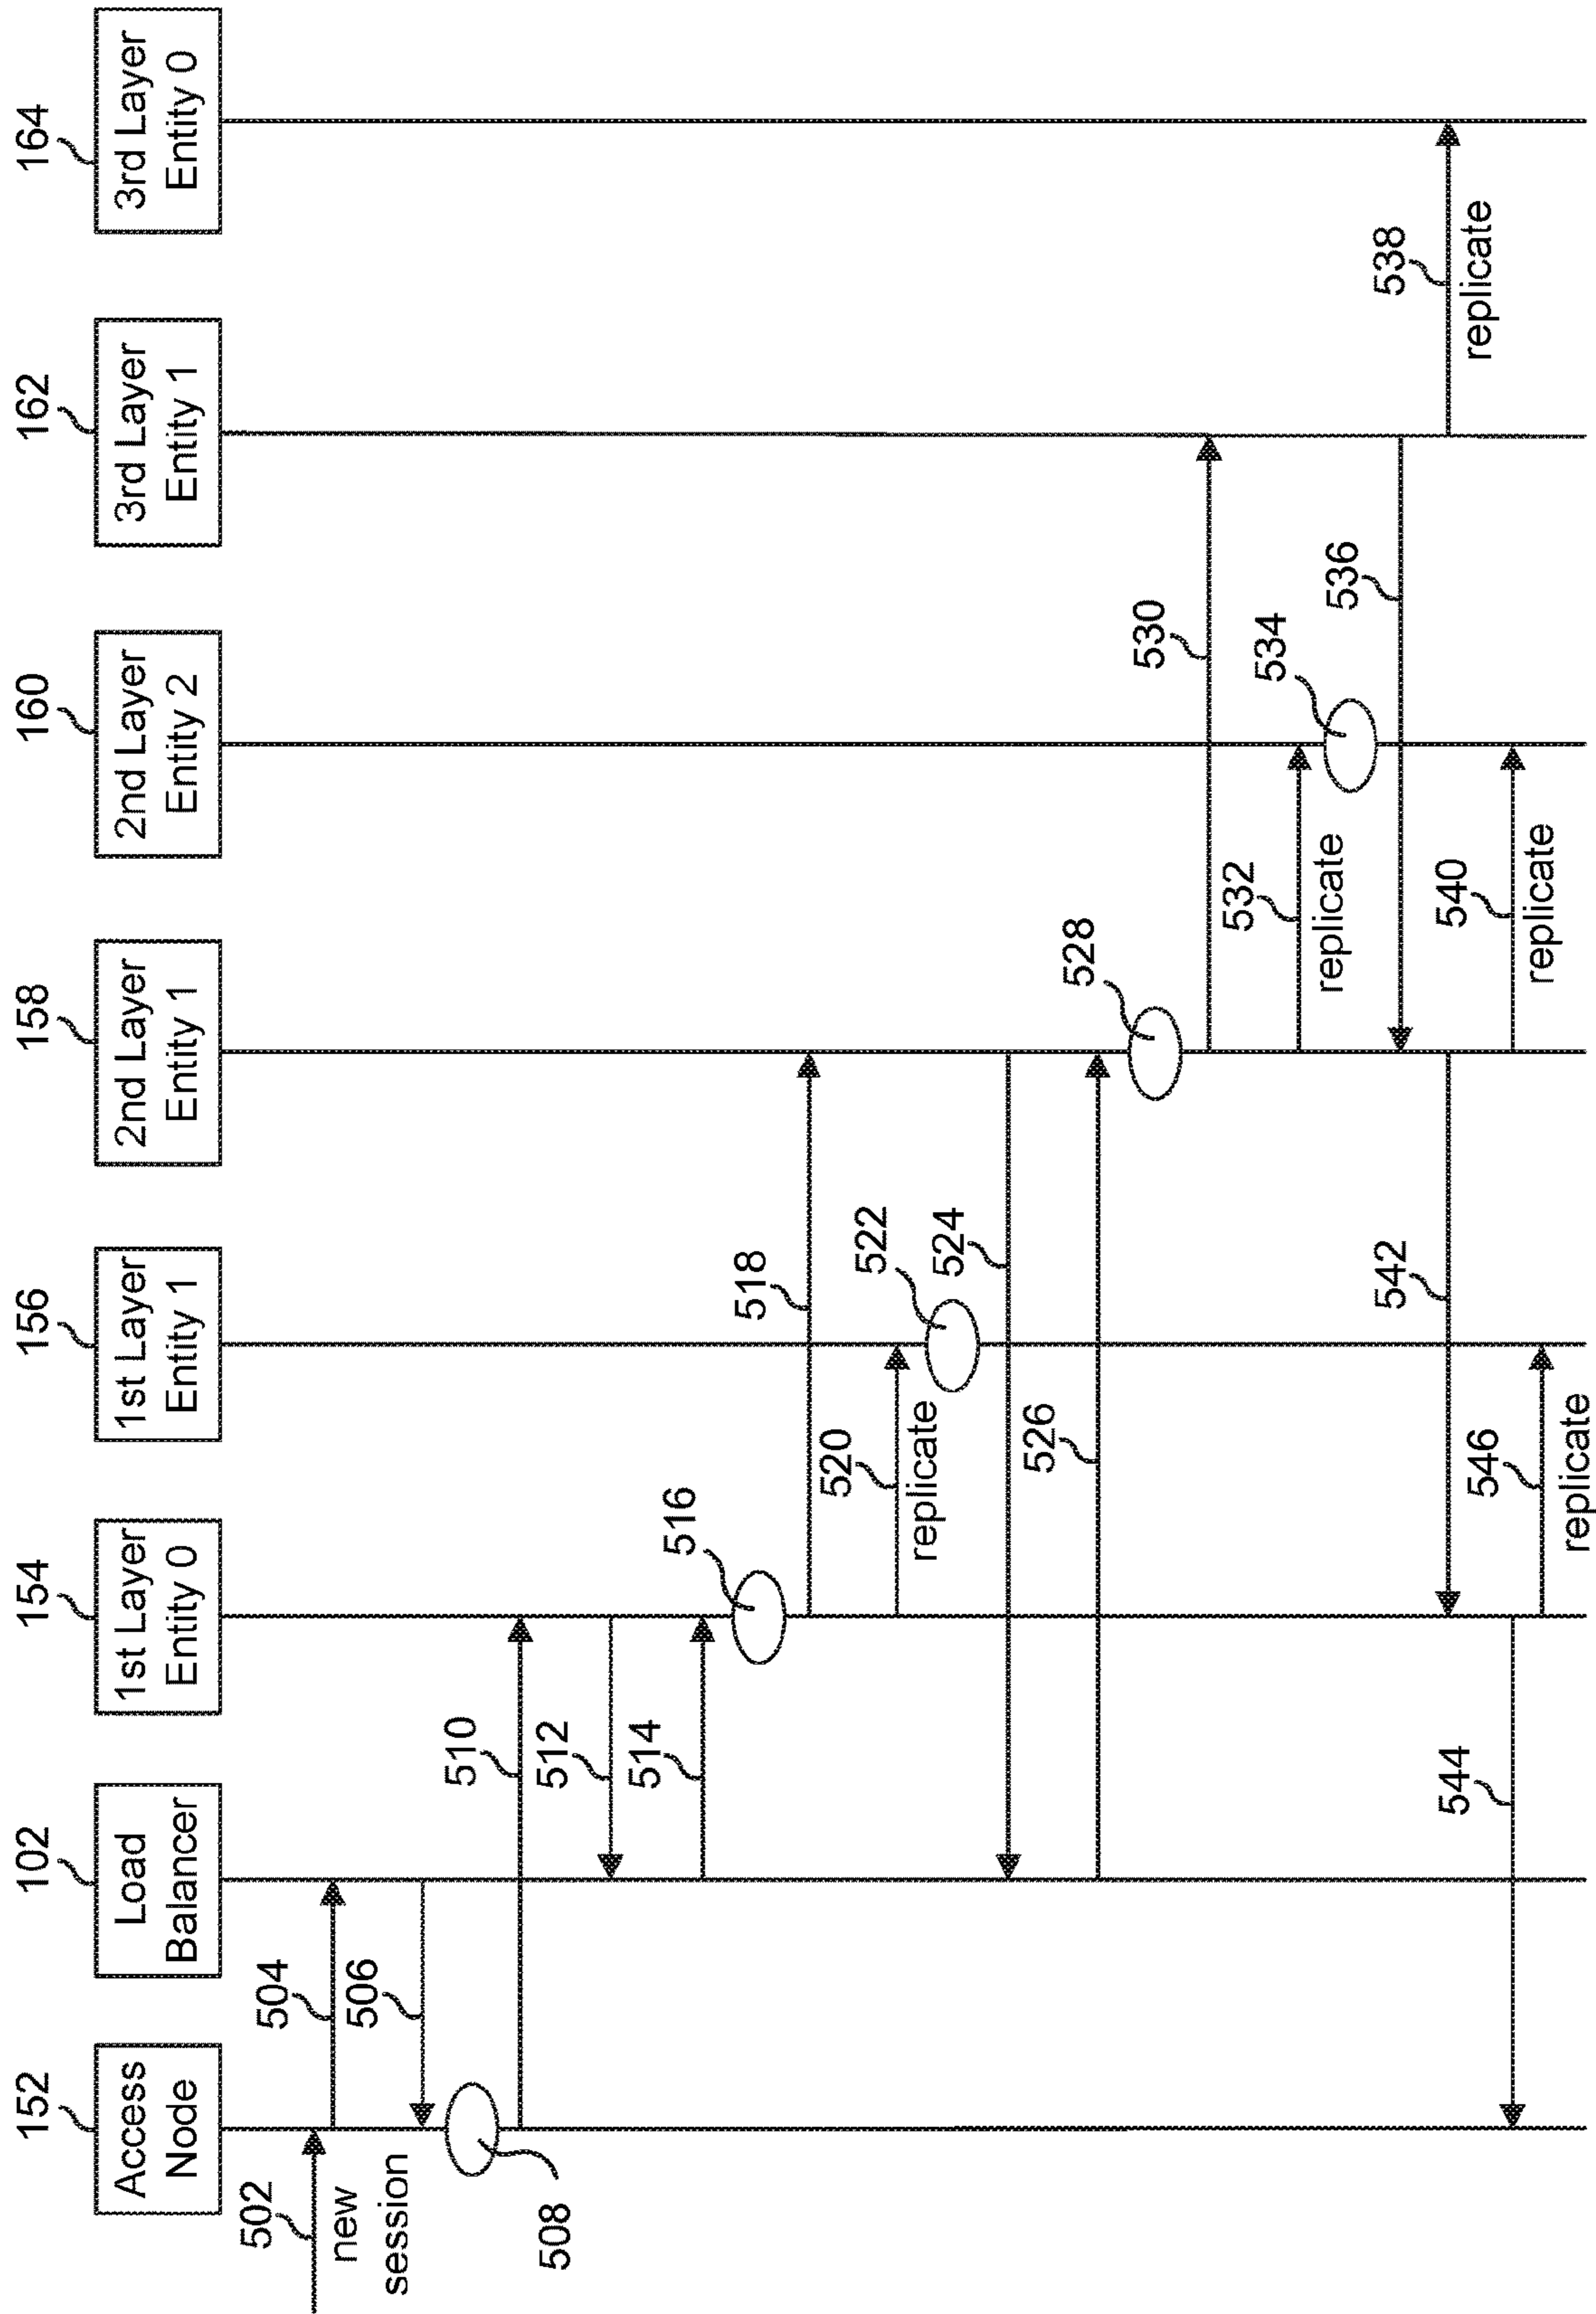 152
102
154
156
158
160
162
164
Access
Node
Load
Balancer
1st Layer
Entity 0
1st Layer
Entity 1
2nd Layer
Entity 1
2nd Layer
Entity 2
3rd Layer
Entity 1
3rd Layer
Entity 0
502
new
session
504
506
508
510
512
514
516
518
520
replicate
522
524
526
528
530
532
replicate
534
536
538
replicate
540
replicate
542
544
546
replicate